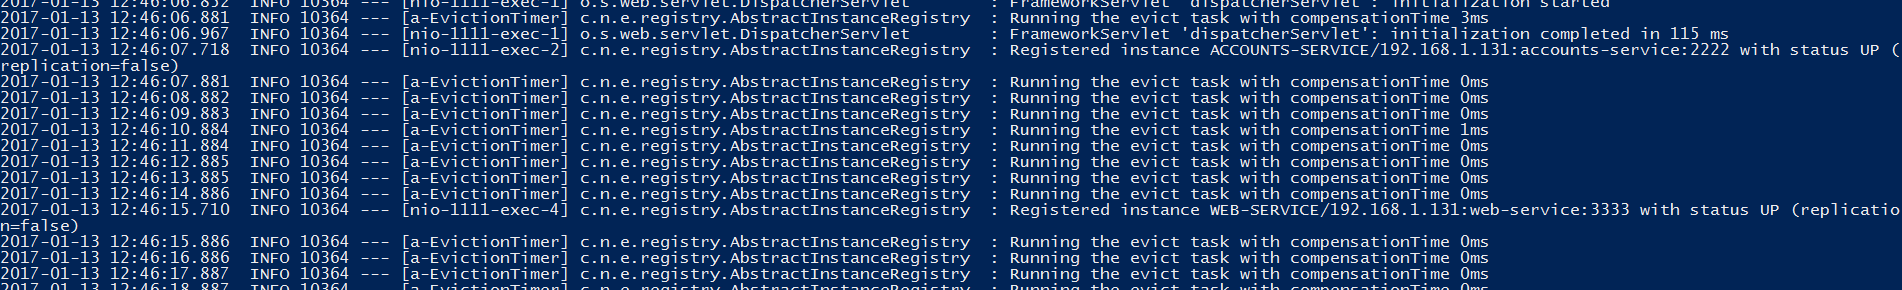 2017-01-13 12:46:06.852  INFO 10364 --- [nio-1111-exec-1] o.s.web.servlet.DispatcherServlet        : FrameworkServlet 'dispatcherServlet': initialization started
2017-01-13 12:46:06.881  INFO 10364 --- [a-EvictionTimer] c.n.e.registry.AbstractInstanceRegistry  : Running the evict task with compensationTime 3ms
2017-01-13 12:46:06.967  INFO 10364 --- [nio-1111-exec-1] o.s.web.servlet.DispatcherServlet        : FrameworkServlet 'dispatcherServlet': initialization completed in 115 ms
2017-01-13 12:46:07.718  INFO 10364 --- [nio-1111-exec-2] c.n.e.registry.AbstractInstanceRegistry  : Registered instance ACCOUNTS-SERVICE/192.168.1.131:accounts-service:2222 with status UP (
replication=false)
2017-01-13 12:46:07.881  INFO 10364 --- [a-EvictionTimer] c.n.e.registry.AbstractInstanceRegistry  : Running the evict task with compensationTime 0ms
2017-01-13 12:46:08.882  INFO 10364 --- [a-EvictionTimer] c.n.e.registry.AbstractInstanceRegistry  : Running the evict task with compensationTime 0ms
2017-01-13 12:46:09.883  INFO 10364 --- [a-EvictionTimer] c.n.e.registry.AbstractInstanceRegistry  : Running the evict task with compensationTime 0ms
2017-01-13 12:46:10.884  INFO 10364 --- [a-EvictionTimer] c.n.e.registry.AbstractInstanceRegistry  : Running the evict task with compensationTime 1ms
2017-01-13 12:46:11.884  INFO 10364 --- [a-EvictionTimer] c.n.e.registry.AbstractInstanceRegistry  : Running the evict task with compensationTime 0ms
2017-01-13 12:46:12.885  INFO 10364 --- [a-EvictionTimer] c.n.e.registry.AbstractInstanceRegistry  : Running the evict task with compensationTime 0ms
2017-01-13 12:46:13.885  INFO 10364 --- [a-EvictionTimer] c.n.e.registry.AbstractInstanceRegistry  : Running the evict task with compensationTime 0ms
2017-01-13 12:46:14.886  INFO 10364 --- [a-EvictionTimer] c.n.e.registry.AbstractInstanceRegistry  : Running the evict task with compensationTime 0ms
2017-01-13 12:46:15.710  INFO 10364 --- [nio-1111-exec-4] c.n.e.registry.AbstractInstanceRegistry  : Registered instance WEB-SERVICE/192.168.1.131:web-service:3333 with status UP (replicatio
n=false)
2017-01-13 12:46:15.886  INFO 10364 --- [a-EvictionTimer] c.n.e.registry.AbstractInstanceRegistry  : Running the evict task with compensationTime 0ms
2017-01-13 12:46:16.886  INFO 10364 --- [a-EvictionTimer] c.n.e.registry.AbstractInstanceRegistry  : Running the evict task with compensationTime 0ms
2017-01-13 12:46:17.887  INFO 10364 --- [a-EvictionTimer] c.n.e.registry.AbstractInstanceRegistry  : Running the evict task with compensationTime 0ms
2017-01-13 12:46:18.887  INFO 10364 --- [a-EvictionTimer] c.n.e.registry.AbstractInstanceRegistry  : Running the evict task with compensationTime 0ms